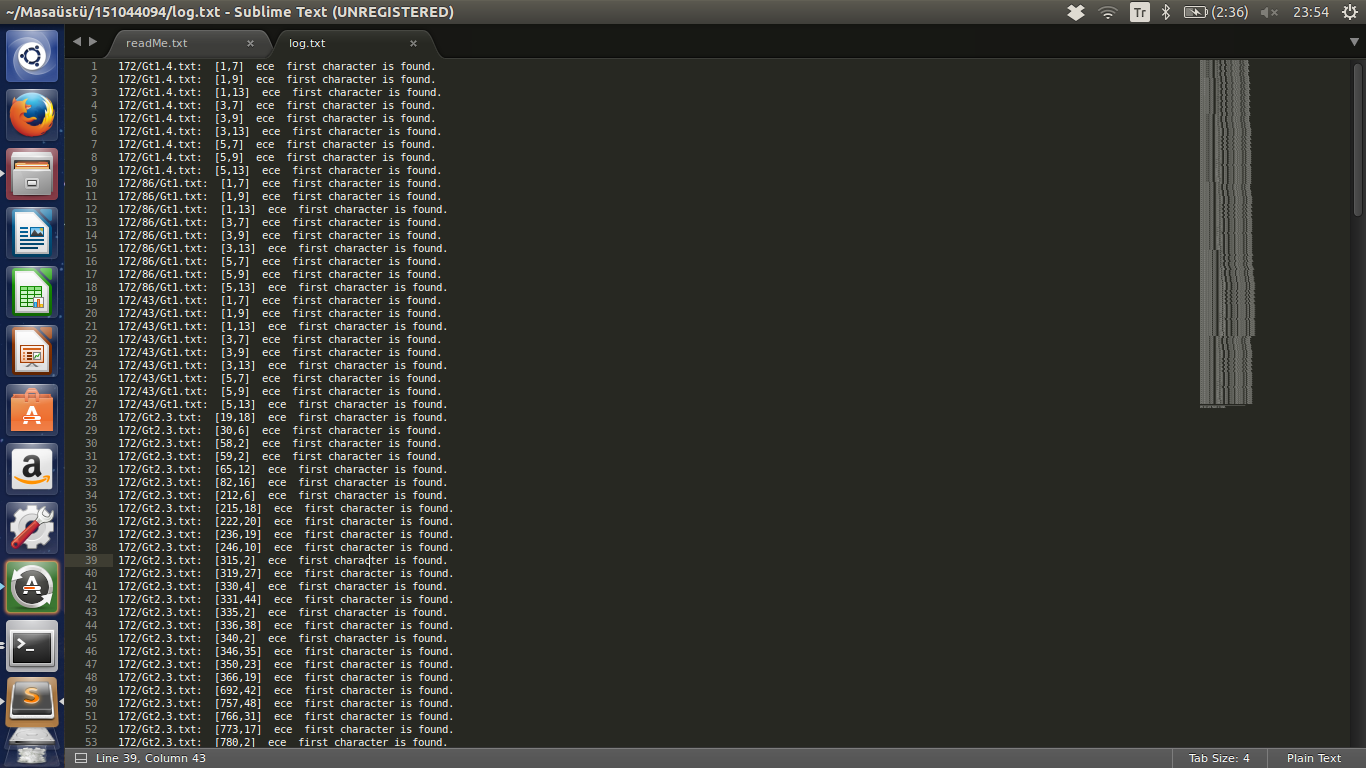 ~/Masaüstü/151044094/log.txt - Sublime Text (UNREGISTERED)
Tr
(2:36)
23:54
readMe.txt ×
log.txt ×
1 172/Gt1.4.txt: [1,7] ece first character is found.
2 172/Gt1.4.txt: [1,9] ece first character is found.
3 172/Gt1.4.txt: [1,13] ece first character is found.
4 172/Gt1.4.txt: [3,7] ece first character is found.
5 172/Gt1.4.txt: [3,9] ece first character is found.
6 172/Gt1.4.txt: [3,13] ece first character is found.
7 172/Gt1.4.txt: [5,7] ece first character is found.
8 172/Gt1.4.txt: [5,9] ece first character is found.
9 172/Gt1.4.txt: [5,13] ece first character is found.
10 172/86/Gt1.txt: [1,7] ece first character is found.
11 172/86/Gt1.txt: [1,9] ece first character is found.
12 172/86/Gt1.txt: [1,13] ece first character is found.
13 172/86/Gt1.txt: [3,7] ece first character is found.
14 172/86/Gt1.txt: [3,9] ece first character is found.
15 172/86/Gt1.txt: [3,13] ece first character is found.
16 172/86/Gt1.txt: [5,7] ece first character is found.
17 172/86/Gt1.txt: [5,9] ece first character is found.
18 172/86/Gt1.txt: [5,13] ece first character is found.
19 172/43/Gt1.txt: [1,7] ece first character is found.
20 172/43/Gt1.txt: [1,9] ece first character is found.
21 172/43/Gt1.txt: [1,13] ece first character is found.
22 172/43/Gt1.txt: [3,7] ece first character is found.
23 172/43/Gt1.txt: [3,9] ece first character is found.
24 172/43/Gt1.txt: [3,13] ece first character is found.
25 172/43/Gt1.txt: [5,7] ece first character is found.
26 172/43/Gt1.txt: [5,9] ece first character is found.
27 172/43/Gt1.txt: [5,13] ece first character is found.
28 172/Gt2.3.txt: [19,18] ece first character is found.
29 172/Gt2.3.txt: [30,6] ece first character is found.
30 172/Gt2.3.txt: [58,2] ece first character is found.
31 172/Gt2.3.txt: [59,2] ece first character is found.
32 172/Gt2.3.txt: [65,12] ece first character is found.
33 172/Gt2.3.txt: [82,16] ece first character is found.
34 172/Gt2.3.txt: [212,6] ece first character is found.
35 172/Gt2.3.txt: [215,18] ece first character is found.
36 172/Gt2.3.txt: [222,20] ece first character is found.
37 172/Gt2.3.txt: [236,19] ece first character is found.
38 172/Gt2.3.txt: [246,10] ece first character is found.
39 172/Gt2.3.txt: [315,2] ece first character is found.
40 172/Gt2.3.txt: [319,27] ece first character is found.
41 172/Gt2.3.txt: [330,4] ece first character is found.
42 172/Gt2.3.txt: [331,44] ece first character is found.
43 172/Gt2.3.txt: [335,2] ece first character is found.
44 172/Gt2.3.txt: [336,38] ece first character is found.
45 172/Gt2.3.txt: [340,2] ece first character is found.
46 172/Gt2.3.txt: [346,35] ece first character is found.
47 172/Gt2.3.txt: [350,23] ece first character is found.
48 172/Gt2.3.txt: [366,19] ece first character is found.
49 172/Gt2.3.txt: [692,42] ece first character is found.
50 172/Gt2.3.txt: [757,48] ece first character is found.
51 172/Gt2.3.txt: [766,31] ece first character is found.
52 172/Gt2.3.txt: [773,17] ece first character is found.
53 172/Gt2.3.txt: [780,2] ece first character is found.
Line 39, Column 43
Tab Size: 4
Plain Text